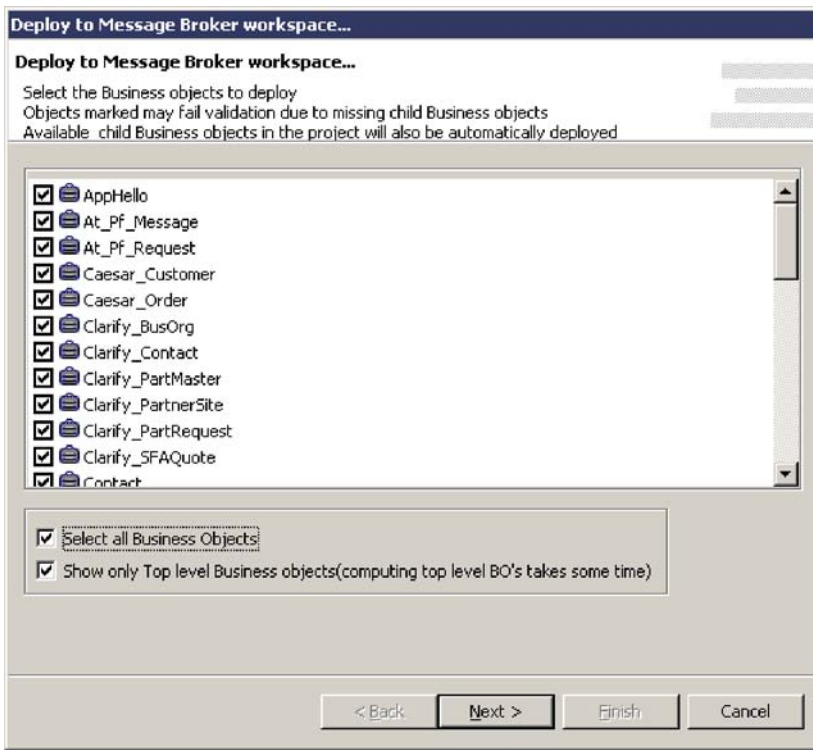 Deploy to Message Broker workspace...
Deploy to Message Broker workspace...
Select the Business objects to deploy
Objects marked may fail validation due to missing child Business objects
Available child Business objects in the project will also be automatically deployed
AppHello
At_Pf_Message
At_Pf_Request
Caesar_Customer
Caesar_Order
Clarify_BusOrg
Clarify_Contact
Clarify_PartMaster
Clarify_PartnerSite
Clarify_PartRequest
Clarify_SFAQuote
Contact
Select all Business Objects
Show only Top level Business objects(computing top level BO's takes some time)
< Back Next > Finish Cancel